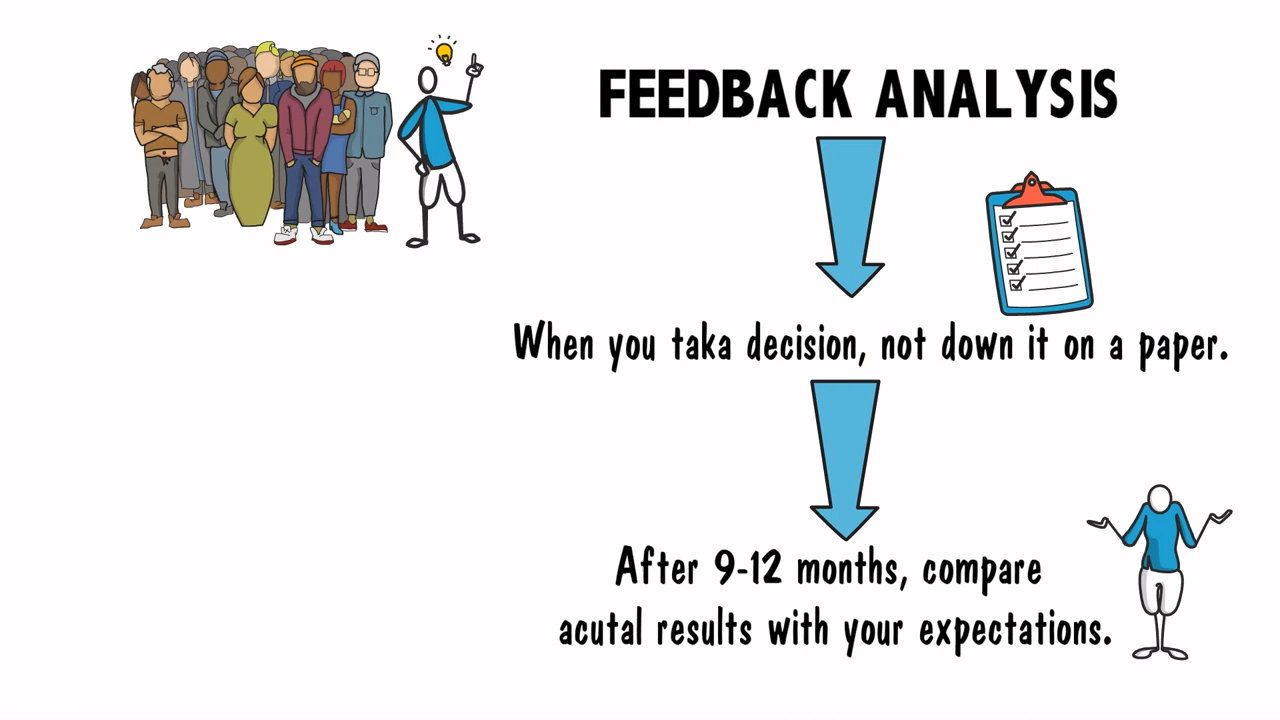 FEEDBACK ANALYSIS
When you taka decision, not down it on a paper.
After 9-12 months, compare
acutal results with your expectations.